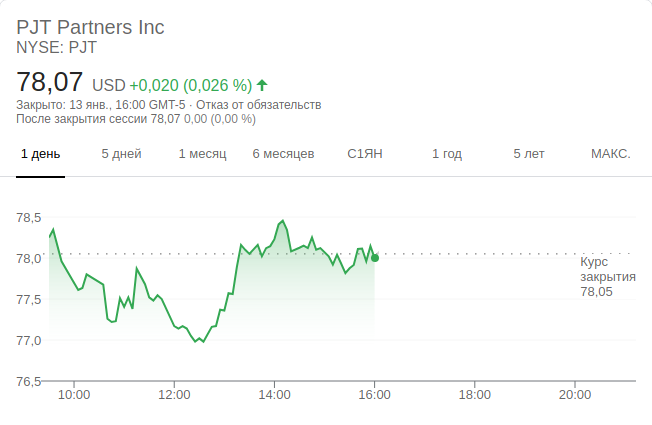 PJT Partners Inc
NYSE: PJT
78,07 USD +0,020 (0,026 %)
Закрыто: 13 янв., 16:00 GMT-5 · Отказ от обязательств
После закрытия сессии 78,07 0,00 (0,00 %)
1 день 5 дней 1 месяц 6 месяцев С1ЯН 1 год 5 лет МАКС.
78,5
78,0
Курс
закрытия
78,05
77,5
77,0
76,5
10:00 12:00 14:00 16:00 18:00 20:00